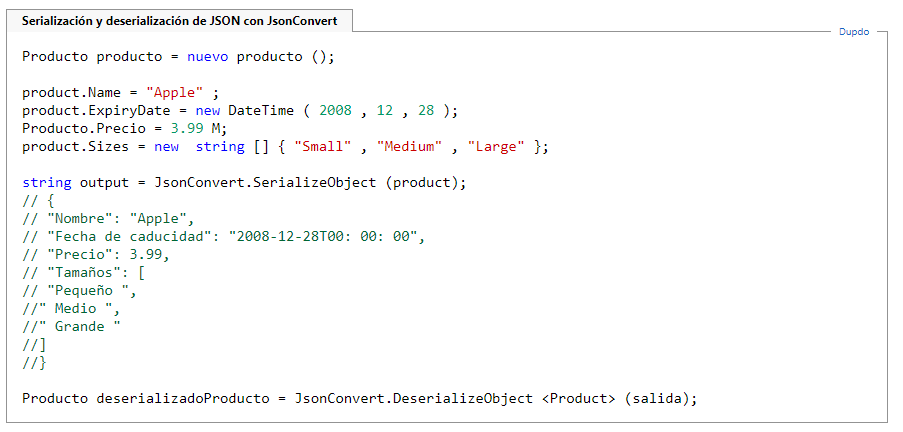 Serialización y deserialización de JSON con JsonConvert
Dupdo
Producto producto = nuevo producto ();
product.Name = "Apple" ;
product.ExpiryDate = new DateTime ( 2008 , 12 , 28 );
Producto.Precio = 3.99 M;
product.Sizes = new string [] { "Small" , "Medium" , "Large" };
string output = JsonConvert.SerializeObject (product);
// {
// "Nombre": "Apple",
// "Fecha de caducidad": "2008-12-28T00: 00: 00",
// "Precio": 3.99,
// "Tamaños": [
// "Pequeño ",
//" Medio ",
//" Grande "
//]
//}
Producto deserializadoProducto = JsonConvert.DeserializeObject <Product> (salida);